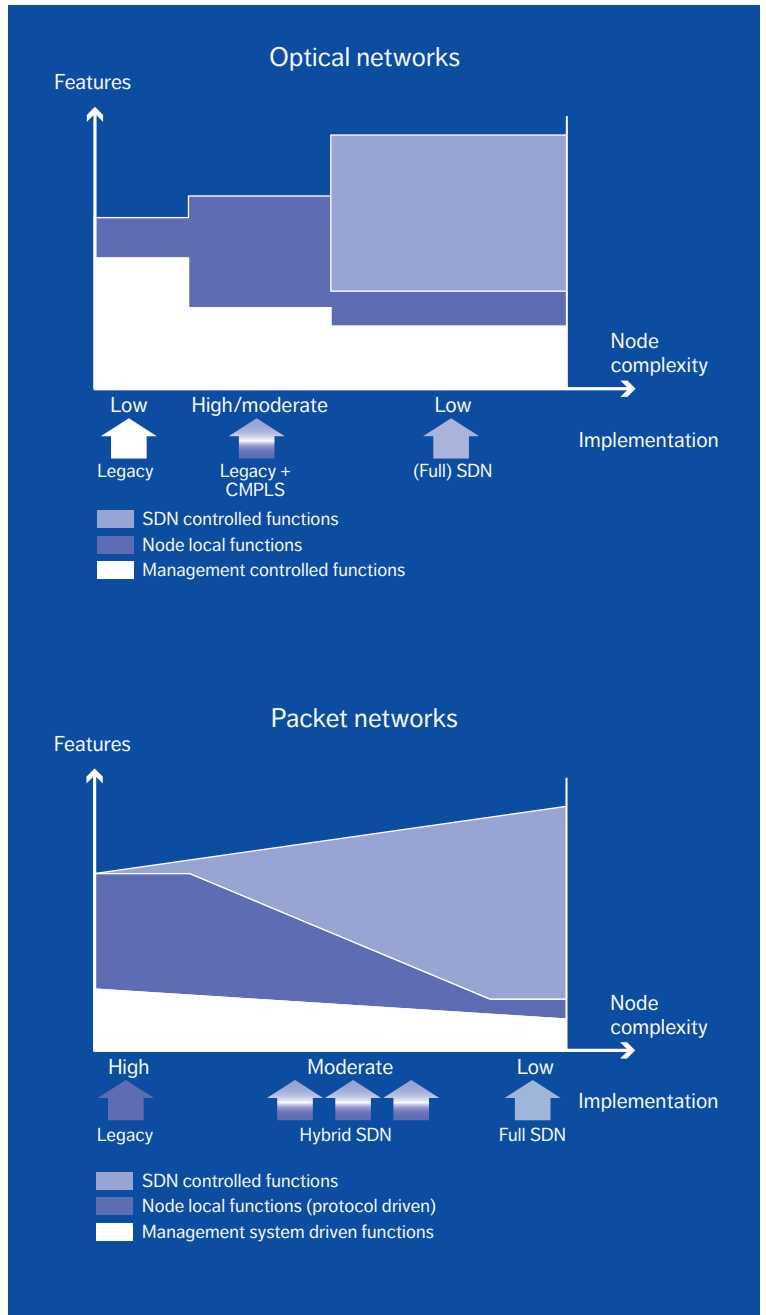 Optical networks
Features
Node
complexity
Low
High/moderate
Low
Implementation
Legacy
Legacy +
CMPLS
(Full) SDN
SDN controlled functions
Node local functions
Management controlled functions
Packet networks
Features
Node
complexity
High
Moderate
Low
Implementation
Legacy
Hybrid SDN
Full SDN
SDN controlled functions
Node local functions (protocol driven)
Management system driven functions